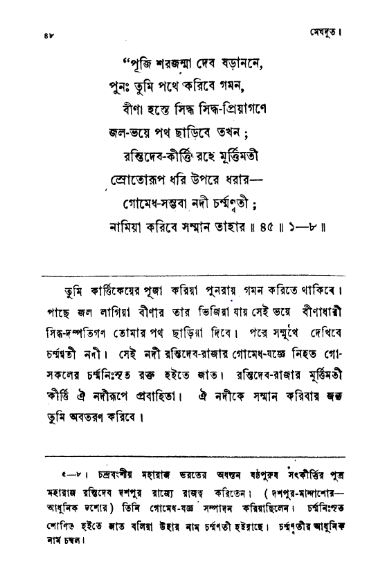 ৪৮
মেঘদূত।
“পূজি শরজন্মা দেব ষড়াননে,
পুনঃ তুমি পথে করিবে গমন,
বীণা হস্তে সিদ্ধ সিদ্ধ-প্রিয়াগণে
জল-ভয়ে পথ ছাড়িবে তখন;
রন্তিদেব-কীর্ত্তি রহে মূর্ত্তিমতী
স্রোতোরূপ ধরি উপরে ধরার—
গোমেধ-সম্ভবা নদী চর্ম্মণ্বতী;
নামিয়া করিবে সম্মান তাহার॥ ৪৫॥ ১—৮॥
তুমি কার্ত্তিকেয়ের পূজা করিয়া পুনরায় গমন করিতে থাকিবে।
পাছে জল লাগিয়া বীণার তার ভিজিয়া যায় সেই ভয়ে বীণাধারী
সিদ্ধ-দম্পতিগণ তোমার পথ ছাড়িয়া দিবে। পরে সম্মুখে দেখিবে
চর্ম্মণ্বতী নদী। সেই নদী রন্তিদেব-রাজার গোমেধ-যজ্ঞে নিহত গো-
সকলের চর্ম্মনিঃসৃত রক্ত হইতে জাত। রন্তিদেব-রাজার মূর্ত্তিমতী
কীর্ত্তি ঐ নদীরূপে প্রবাহিতা। ঐ নদীকে সম্মান করিবার জন্য
তুমি অবতরণ করিবে।
৫—৮। চন্দ্রবংশীয় মহারাজ ভরতের অধস্তন ষষ্ঠপুরুষ সংকীর্ত্তির পুত্র
মহারাজ রন্তিদেব দশপুর রাজ্যে রাজত্ব করিতেন। (দশপুর-মান্দাশোর—
আধুনিক দশোর) তিনি গোমেধ-যজ্ঞ সম্পাদন করিয়াছিলেন। চর্ম্মনিঃসৃত
শোণিত হইতে জাত বলিয়া উহার নাম চর্ম্মণ্বতী হইয়াছে। চর্ম্মণ্বতীর আধুনিক
নাম চম্বল।